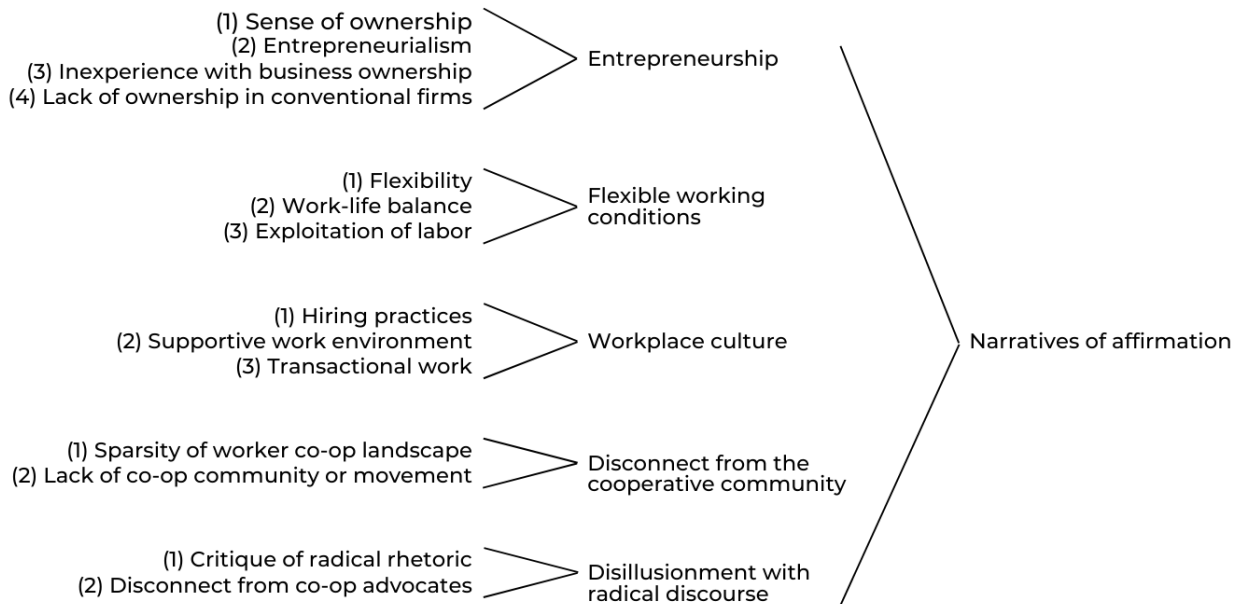 (1) Sense of ownership
(2) Entrepreneurialism
(3) Inexperience with business ownership
(4) Lack of ownership in conventional firms
Entrepreneurship
(1) Flexibility
(2) Work-life balance
(3) Exploitation of labor
Flexible working
conditions
(1) Hiring practices
(2) Supportive work environment
(3) Transactional work
Workplace culture
(1) Sparsity of worker co-op landscape
(2) Lack of co-op community or movement
Disconnect from the
cooperative community
(1) Critique of radical rhetoric
(2) Disconnect from co-op advocates
Disillusionment with
radical discourse
Narratives of affirmation